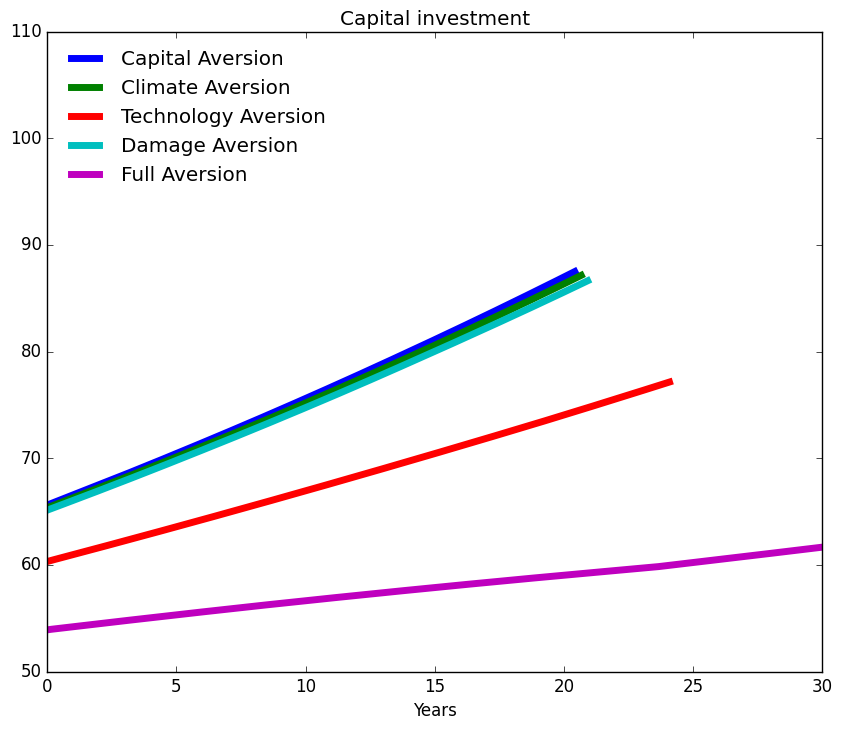 Capital investment
110
100
90
80
70
60
50
Capital Aversion
Climate Aversion
Technology Aversion
Damage Aversion
Full Aversion
0 5 10 15 20 25 30
Years